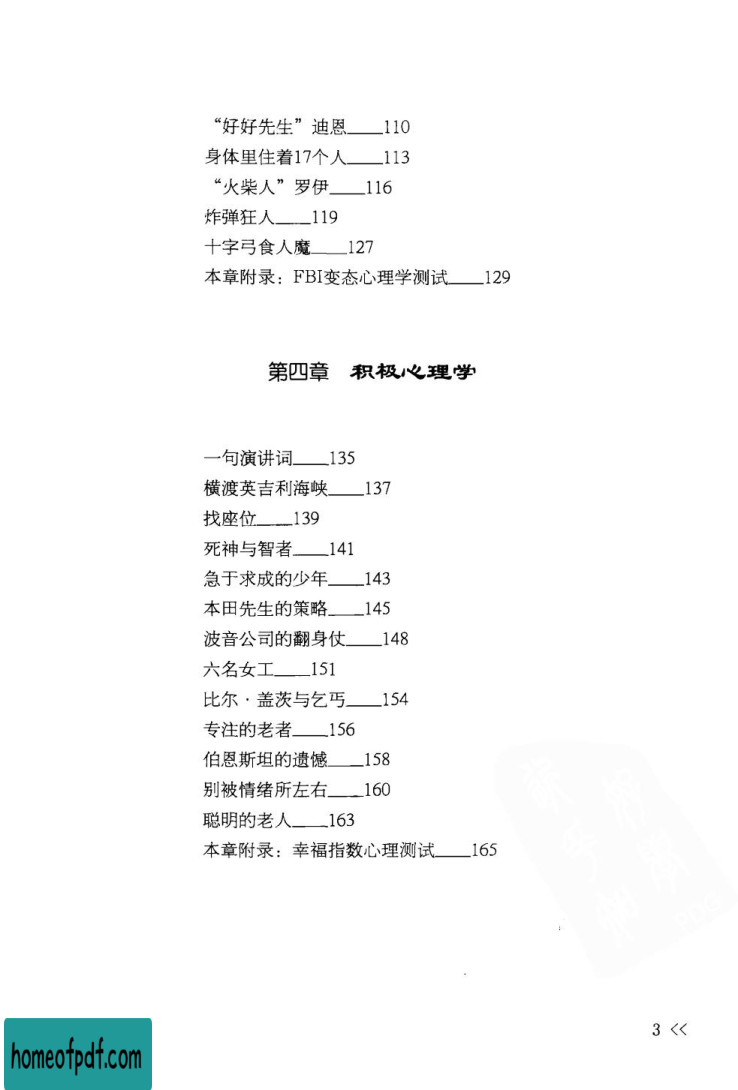 “好好先生”迪恩____110
身体里住着17个人____113
“火柴人”罗伊____116
炸弹狂人____119
十字弓食人魔____127
本章附录：FBI变态心理学测试____129
第四章 积极心理学
一句演讲词____135
横渡英吉利海峡____137
找座位____139
死神与智者____141
急于求成的少年____143
本田先生的策略____145
波音公司的翻身仗____148
六名女工____151
比尔·盖茨与乞丐____154
专注的老者____156
伯恩斯坦的遗憾____158
别被情绪所左右____160
聪明的老人____163
本章附录：幸福指数心理测试____165
PDG
3 <<
homeofpdf.com